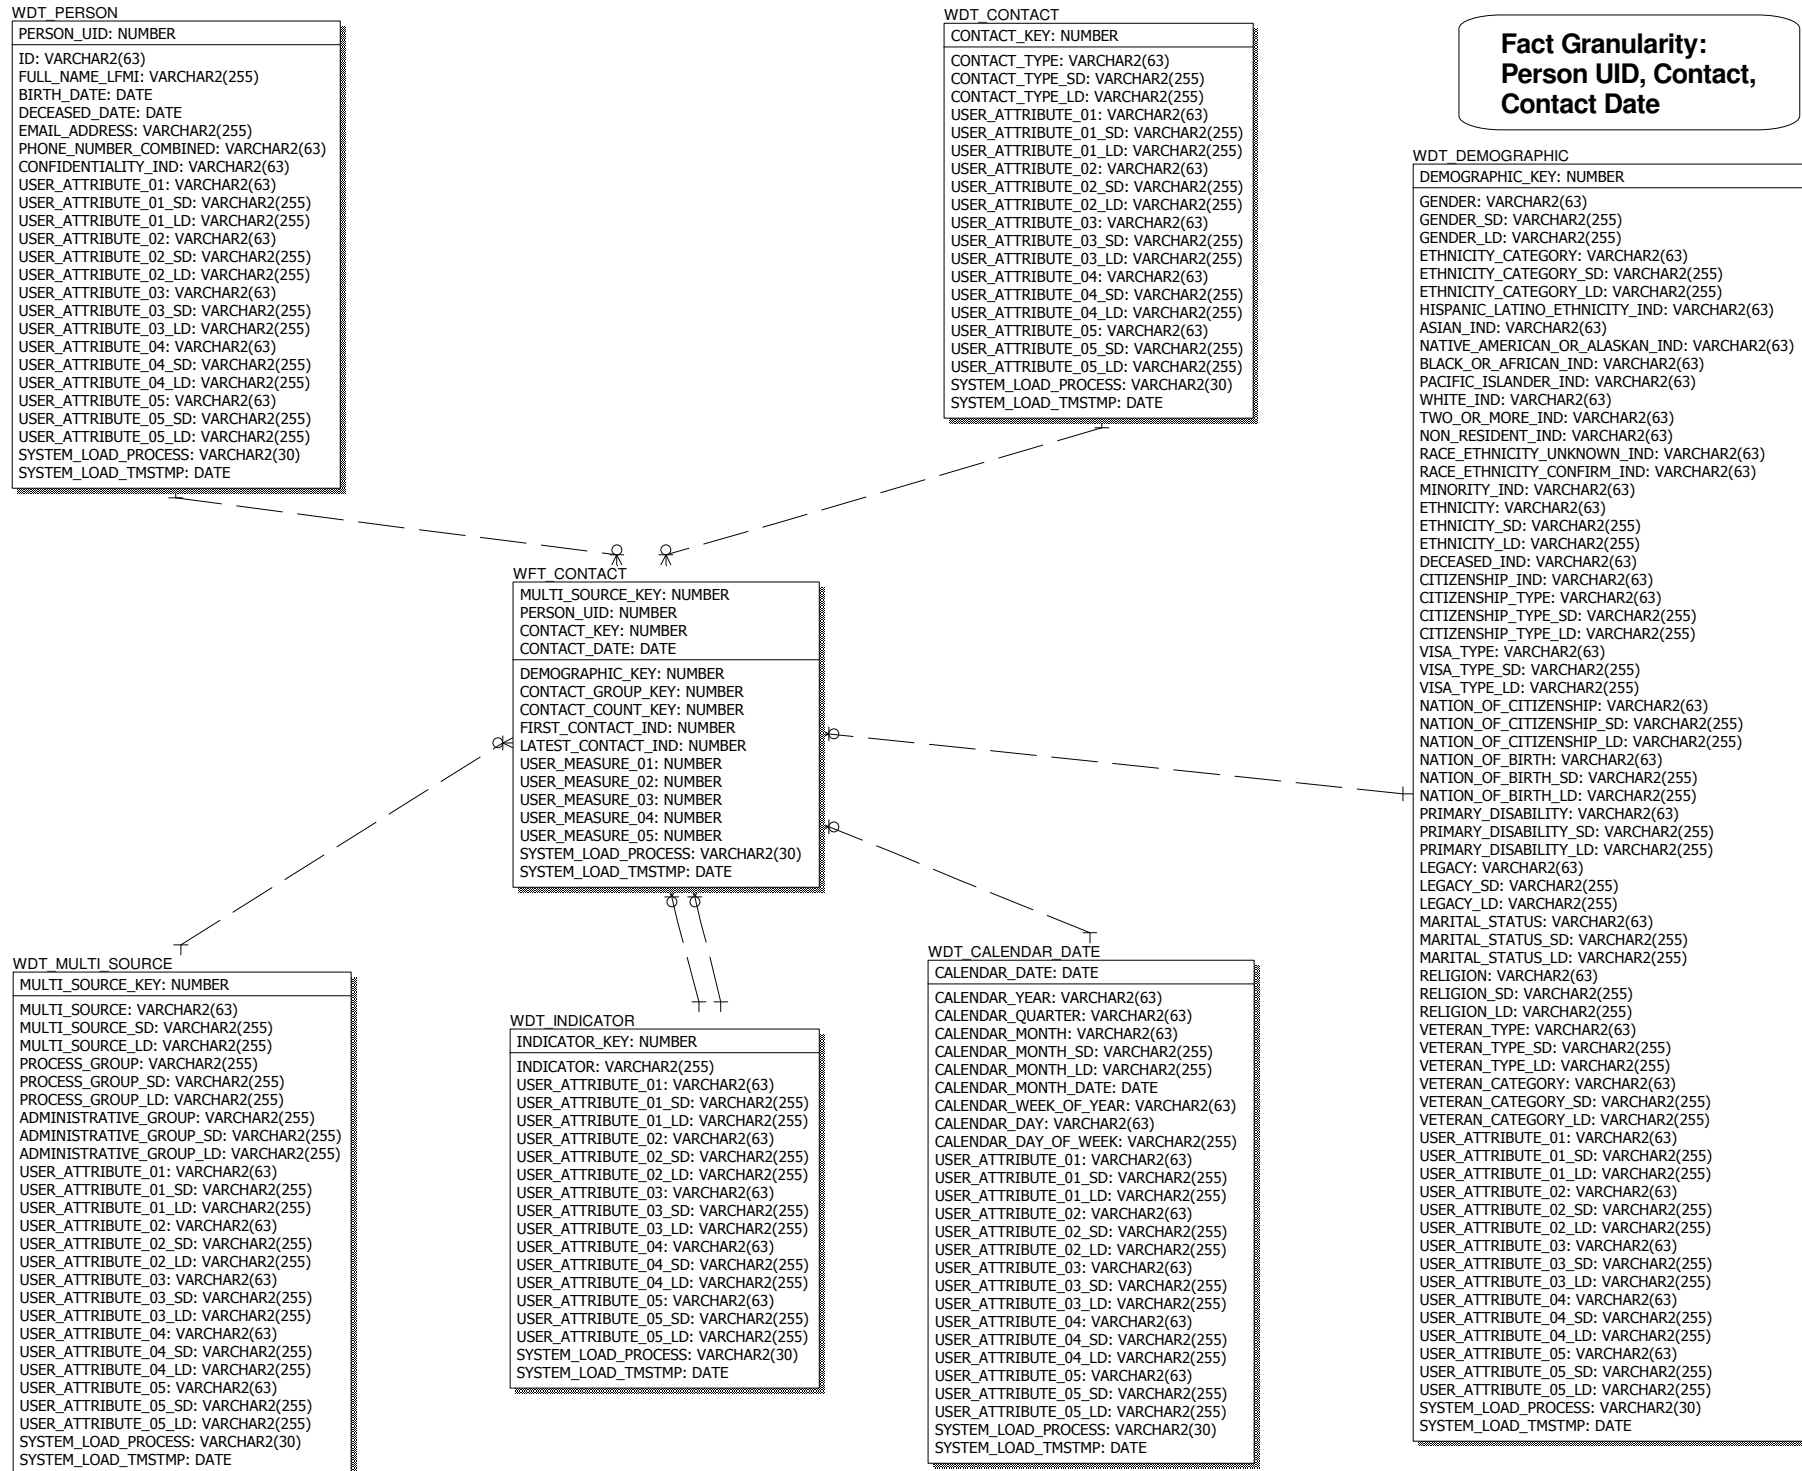 WDT_PERSON
PERSON_UID: NUMBER
ID: VARCHAR2(63)
FULL_NAME_LFMI: VARCHAR2(255)
BIRTH_DATE: DATE
DECEASED_DATE: DATE
EMAIL_ADDRESS: VARCHAR2(255)
PHONE_NUMBER_COMBINED: VARCHAR2(63)
CONFIDENTIALITY_IND: VARCHAR2(63)
USER_ATTRIBUTE_01: VARCHAR2(63)
USER_ATTRIBUTE_01_SD: VARCHAR2(255)
USER_ATTRIBUTE_01_LD: VARCHAR2(255)
USER_ATTRIBUTE_02: VARCHAR2(63)
USER_ATTRIBUTE_02_SD: VARCHAR2(255)
USER_ATTRIBUTE_02_LD: VARCHAR2(255)
USER_ATTRIBUTE_03: VARCHAR2(63)
USER_ATTRIBUTE_03_SD: VARCHAR2(255)
USER_ATTRIBUTE_03_LD: VARCHAR2(255)
USER_ATTRIBUTE_04: VARCHAR2(63)
USER_ATTRIBUTE_04_SD: VARCHAR2(255)
USER_ATTRIBUTE_04_LD: VARCHAR2(255)
USER_ATTRIBUTE_05: VARCHAR2(63)
USER_ATTRIBUTE_05_SD: VARCHAR2(255)
USER_ATTRIBUTE_05_LD: VARCHAR2(255)
SYSTEM_LOAD_PROCESS: VARCHAR2(30)
SYSTEM_LOAD_TMSTMP: DATE
WDT_CONTACT
CONTACT_KEY: NUMBER
CONTACT_TYPE: VARCHAR2(63)
CONTACT_TYPE_SD: VARCHAR2(255)
CONTACT_TYPE_LD: VARCHAR2(255)
USER_ATTRIBUTE_01: VARCHAR2(63)
USER_ATTRIBUTE_01_SD: VARCHAR2(255)
USER_ATTRIBUTE_01_LD: VARCHAR2(255)
USER_ATTRIBUTE_02: VARCHAR2(63)
USER_ATTRIBUTE_02_SD: VARCHAR2(255)
USER_ATTRIBUTE_02_LD: VARCHAR2(255)
USER_ATTRIBUTE_03: VARCHAR2(63)
USER_ATTRIBUTE_03_SD: VARCHAR2(255)
USER_ATTRIBUTE_03_LD: VARCHAR2(255)
USER_ATTRIBUTE_04: VARCHAR2(63)
USER_ATTRIBUTE_04_SD: VARCHAR2(255)
USER_ATTRIBUTE_04_LD: VARCHAR2(255)
USER_ATTRIBUTE_05: VARCHAR2(63)
USER_ATTRIBUTE_05_SD: VARCHAR2(255)
USER_ATTRIBUTE_05_LD: VARCHAR2(255)
SYSTEM_LOAD_PROCESS: VARCHAR2(30)
SYSTEM_LOAD_TMSTMP: DATE
Fact Granularity:
Person UID, Contact,
Contact Date
WDT_DEMOGRAPHIC
DEMOGRAPHIC_KEY: NUMBER
GENDER: VARCHAR2(63)
GENDER_SD: VARCHAR2(255)
GENDER_LD: VARCHAR2(255)
ETHNICITY_CATEGORY: VARCHAR2(63)
ETHNICITY_CATEGORY_SD: VARCHAR2(255)
ETHNICITY_CATEGORY_LD: VARCHAR2(255)
HISPANIC_LATINO_ETHNICITY_IND: VARCHAR2(63)
ASIAN_IND: VARCHAR2(63)
NATIVE_AMERICAN_OR_ALASKAN_IND: VARCHAR2(63)
BLACK_OR_AFRICAN_IND: VARCHAR2(63)
PACIFIC_ISLANDER_IND: VARCHAR2(63)
WHITE_IND: VARCHAR2(63)
TWO_OR_MORE_IND: VARCHAR2(63)
NON_RESIDENT_IND: VARCHAR2(63)
RACE_ETHNICITY_UNKNOWN_IND: VARCHAR2(63)
RACE_ETHNICITY_CONFIRM_IND: VARCHAR2(63)
MINORITY_IND: VARCHAR2(63)
ETHNICITY: VARCHAR2(63)
ETHNICITY_SD: VARCHAR2(255)
ETHNICITY_LD: VARCHAR2(255)
DECEASED_IND: VARCHAR2(63)
CITIZENSHIP_IND: VARCHAR2(63)
CITIZENSHIP_TYPE: VARCHAR2(63)
CITIZENSHIP_TYPE_SD: VARCHAR2(255)
CITIZENSHIP_TYPE_LD: VARCHAR2(255)
VISA_TYPE: VARCHAR2(63)
VISA_TYPE_SD: VARCHAR2(255)
VISA_TYPE_LD: VARCHAR2(255)
NATION_OF_CITIZENSHIP: VARCHAR2(63)
NATION_OF_CITIZENSHIP_SD: VARCHAR2(255)
NATION_OF_CITIZENSHIP_LD: VARCHAR2(255)
NATION_OF_BIRTH: VARCHAR2(63)
NATION_OF_BIRTH_SD: VARCHAR2(255)
NATION_OF_BIRTH_LD: VARCHAR2(255)
PRIMARY_DISABILITY: VARCHAR2(63)
PRIMARY_DISABILITY_SD: VARCHAR2(255)
PRIMARY_DISABILITY_LD: VARCHAR2(255)
LEGACY: VARCHAR2(63)
LEGACY_SD: VARCHAR2(255)
LEGACY_LD: VARCHAR2(255)
MARITAL_STATUS: VARCHAR2(63)
MARITAL_STATUS_SD: VARCHAR2(255)
MARITAL_STATUS_LD: VARCHAR2(255)
RELIGION: VARCHAR2(63)
RELIGION_SD: VARCHAR2(255)
RELIGION_LD: VARCHAR2(255)
VETERAN_TYPE: VARCHAR2(63)
VETERAN_TYPE_SD: VARCHAR2(255)
VETERAN_TYPE_LD: VARCHAR2(255)
VETERAN_CATEGORY: VARCHAR2(63)
VETERAN_CATEGORY_SD: VARCHAR2(255)
VETERAN_CATEGORY_LD: VARCHAR2(255)
USER_ATTRIBUTE_01: VARCHAR2(63)
USER_ATTRIBUTE_01_SD: VARCHAR2(255)
USER_ATTRIBUTE_01_LD: VARCHAR2(255)
USER_ATTRIBUTE_02: VARCHAR2(63)
USER_ATTRIBUTE_02_SD: VARCHAR2(255)
USER_ATTRIBUTE_02_LD: VARCHAR2(255)
USER_ATTRIBUTE_03: VARCHAR2(63)
USER_ATTRIBUTE_03_SD: VARCHAR2(255)
USER_ATTRIBUTE_03_LD: VARCHAR2(255)
USER_ATTRIBUTE_04: VARCHAR2(63)
USER_ATTRIBUTE_04_SD: VARCHAR2(255)
USER_ATTRIBUTE_04_LD: VARCHAR2(255)
USER_ATTRIBUTE_05: VARCHAR2(63)
USER_ATTRIBUTE_05_SD: VARCHAR2(255)
USER_ATTRIBUTE_05_LD: VARCHAR2(255)
SYSTEM_LOAD_PROCESS: VARCHAR2(30)
SYSTEM_LOAD_TMSTMP: DATE
WFT_CONTACT
MULTI_SOURCE_KEY: NUMBER
PERSON_UID: NUMBER
CONTACT_KEY: NUMBER
CONTACT_DATE: DATE
DEMOGRAPHIC_KEY: NUMBER
CONTACT_GROUP_KEY: NUMBER
CONTACT_COUNT_KEY: NUMBER
FIRST_CONTACT_IND: NUMBER
LATEST_CONTACT_IND: NUMBER
USER_MEASURE_01: NUMBER
USER_MEASURE_02: NUMBER
USER_MEASURE_03: NUMBER
USER_MEASURE_04: NUMBER
USER_MEASURE_05: NUMBER
SYSTEM_LOAD_PROCESS: VARCHAR2(30)
SYSTEM_LOAD_TMSTMP: DATE
WDT_MULTI_SOURCE
MULTI_SOURCE_KEY: NUMBER
MULTI_SOURCE: VARCHAR2(63)
MULTI_SOURCE_SD: VARCHAR2(255)
MULTI_SOURCE_LD: VARCHAR2(255)
PROCESS_GROUP: VARCHAR2(255)
PROCESS_GROUP_SD: VARCHAR2(255)
PROCESS_GROUP_LD: VARCHAR2(255)
ADMINISTRATIVE_GROUP: VARCHAR2(255)
ADMINISTRATIVE_GROUP_SD: VARCHAR2(255)
ADMINISTRATIVE_GROUP_LD: VARCHAR2(255)
USER_ATTRIBUTE_01: VARCHAR2(63)
USER_ATTRIBUTE_01_SD: VARCHAR2(255)
USER_ATTRIBUTE_01_LD: VARCHAR2(255)
USER_ATTRIBUTE_02: VARCHAR2(63)
USER_ATTRIBUTE_02_SD: VARCHAR2(255)
USER_ATTRIBUTE_02_LD: VARCHAR2(255)
USER_ATTRIBUTE_03: VARCHAR2(63)
USER_ATTRIBUTE_03_SD: VARCHAR2(255)
USER_ATTRIBUTE_03_LD: VARCHAR2(255)
USER_ATTRIBUTE_04: VARCHAR2(63)
USER_ATTRIBUTE_04_SD: VARCHAR2(255)
USER_ATTRIBUTE_04_LD: VARCHAR2(255)
USER_ATTRIBUTE_05: VARCHAR2(63)
USER_ATTRIBUTE_05_SD: VARCHAR2(255)
USER_ATTRIBUTE_05_LD: VARCHAR2(255)
SYSTEM_LOAD_PROCESS: VARCHAR2(30)
SYSTEM_LOAD_TMSTMP: DATE
WDT_INDICATOR
INDICATOR_KEY: NUMBER
INDICATOR: VARCHAR2(255)
USER_ATTRIBUTE_01: VARCHAR2(63)
USER_ATTRIBUTE_01_SD: VARCHAR2(255)
USER_ATTRIBUTE_01_LD: VARCHAR2(255)
USER_ATTRIBUTE_02: VARCHAR2(63)
USER_ATTRIBUTE_02_SD: VARCHAR2(255)
USER_ATTRIBUTE_02_LD: VARCHAR2(255)
USER_ATTRIBUTE_03: VARCHAR2(63)
USER_ATTRIBUTE_03_SD: VARCHAR2(255)
USER_ATTRIBUTE_03_LD: VARCHAR2(255)
USER_ATTRIBUTE_04: VARCHAR2(63)
USER_ATTRIBUTE_04_SD: VARCHAR2(255)
USER_ATTRIBUTE_04_LD: VARCHAR2(255)
USER_ATTRIBUTE_05: VARCHAR2(63)
USER_ATTRIBUTE_05_SD: VARCHAR2(255)
USER_ATTRIBUTE_05_LD: VARCHAR2(255)
SYSTEM_LOAD_PROCESS: VARCHAR2(30)
SYSTEM_LOAD_TMSTMP: DATE
WDT_CALENDAR_DATE
CALENDAR_DATE: DATE
CALENDAR_YEAR: VARCHAR2(63)
CALENDAR_QUARTER: VARCHAR2(63)
CALENDAR_MONTH: VARCHAR2(63)
CALENDAR_MONTH_SD: VARCHAR2(255)
CALENDAR_MONTH_LD: VARCHAR2(255)
CALENDAR_MONTH_DATE: DATE
CALENDAR_WEEK_OF_YEAR: VARCHAR2(63)
CALENDAR_DAY: VARCHAR2(63)
CALENDAR_DAY_OF_WEEK: VARCHAR2(255)
USER_ATTRIBUTE_01: VARCHAR2(63)
USER_ATTRIBUTE_01_SD: VARCHAR2(255)
USER_ATTRIBUTE_01_LD: VARCHAR2(255)
USER_ATTRIBUTE_02: VARCHAR2(63)
USER_ATTRIBUTE_02_SD: VARCHAR2(255)
USER_ATTRIBUTE_02_LD: VARCHAR2(255)
USER_ATTRIBUTE_03: VARCHAR2(63)
USER_ATTRIBUTE_03_SD: VARCHAR2(255)
USER_ATTRIBUTE_03_LD: VARCHAR2(255)
USER_ATTRIBUTE_04: VARCHAR2(63)
USER_ATTRIBUTE_04_SD: VARCHAR2(255)
USER_ATTRIBUTE_04_LD: VARCHAR2(255)
USER_ATTRIBUTE_05: VARCHAR2(63)
USER_ATTRIBUTE_05_SD: VARCHAR2(255)
USER_ATTRIBUTE_05_LD: VARCHAR2(255)
SYSTEM_LOAD_PROCESS: VARCHAR2(30)
SYSTEM_LOAD_TMSTMP: DATE